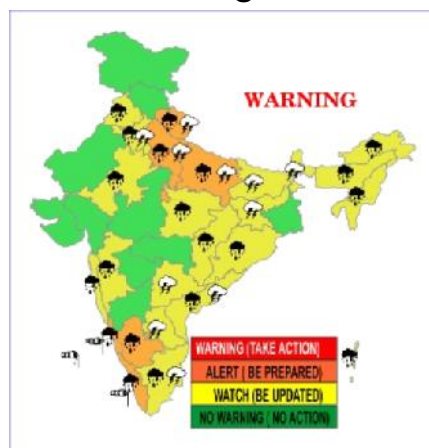 WARNING
WARNING (TAKE ACTION)
ALERT ( BE PREPARED)
WATCH (BE UPDATED)
NO WARNING ( NO ACTION)